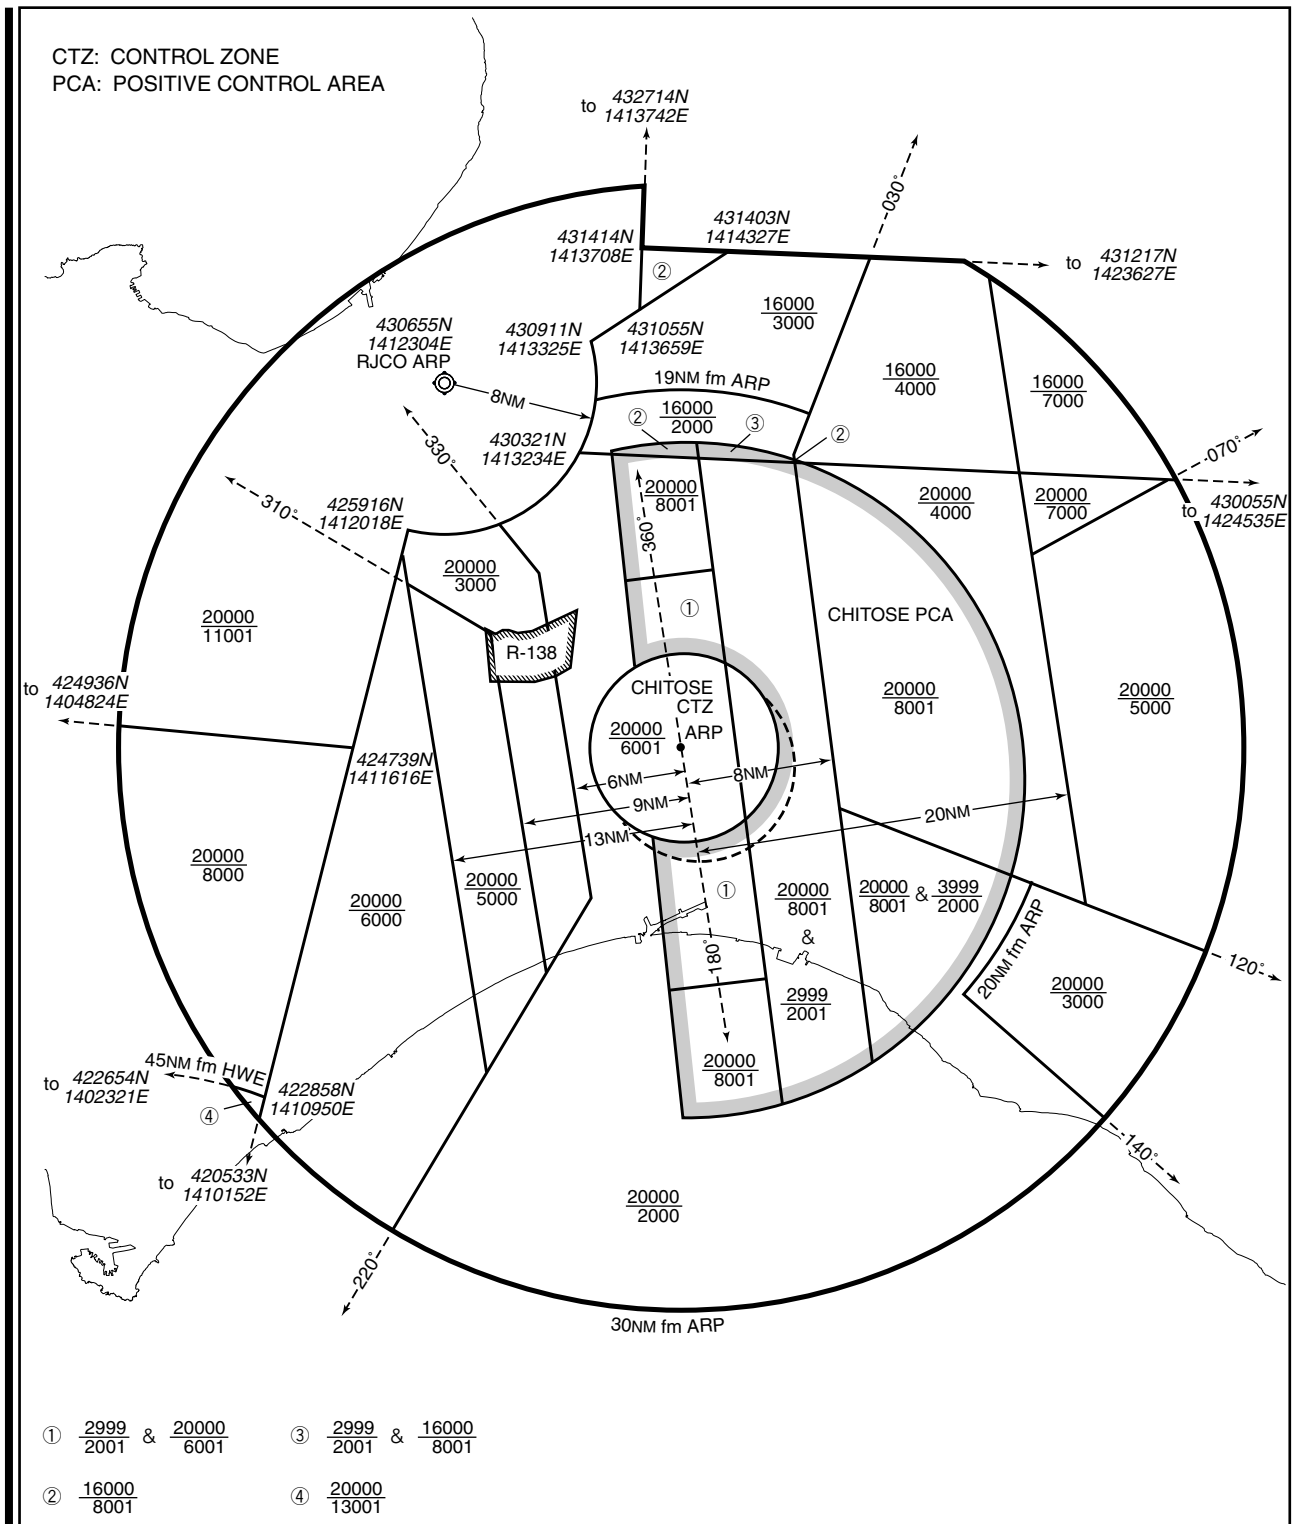 CTZ: CONTROL ZONE
PCA: POSITIVE CONTROL AREA
to 432714N
1413742E
030°
431403N
1414327E
431414N
1413708E
②
to 431217N
1423627E
16000
3000
430655N
1412304E
RJCO ARP
430911N
1413325E
431055N
1413659E
19NM fm ARP
16000
4000
16000
7000
8NM
②
16000
2000
③
②
330°
430321N
1413234E
070°
310°
425916N
1412018E
20000
8001
20000
4000
20000
7000
430055N
to 1424535E
360°
20000
3000
①
CHITOSE PCA
20000
11001
R-138
CHITOSE
CTZ
to 424936N
1404824E
20000
8001
20000
5000
20000
6001
ARP
424739N
1411616E
6NM
8NM
9NM
20NM
13NM
20000
8000
20000
5000
20000
6000
①
20000
8001
&
2999
2001
20000
8001
&
3999
2000
180°
20NM fm ARP
120°
20000
3000
45NM fm HWE
to 422654N
1402321E
④
422858N
1410950E
20000
8001
140°
to 420533N
1410152E
20000
2000
220°
30NM fm ARP
① 2999
2001
& 20000
6001
③ 2999
2001
& 16000
8001
② 16000
8001
④ 20000
13001